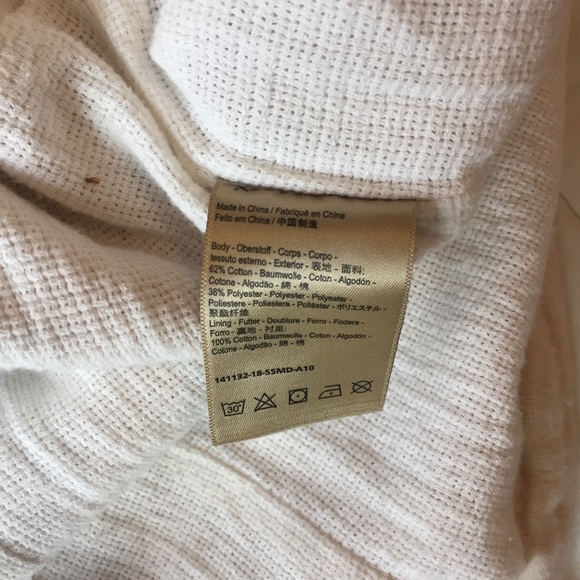 Made in China / Fabriqué en Chine
Feito em China / 中国制造
Body - Oberstoff - Corps - Corpo -
tessuto esterno - Exterior - 表地 - 面料:
62% Cotton - Baumwolle - Coton - Algodon -
Cotone - Algodão - 綿 - 棉
38% Polyester - Polyester - Polyester -
Poliestere - Poliestere - Poliéster - ポリエステル -
聚酯纤维
Lining - Futter - Doublure - Forro - Fodera -
Forro - 裏地 - 衬里:
100% Cotton - Baumwolle - Coton - Algodón -
Cotone - Algodão - 綿 - 棉
141132-18-SSMD-A10
30°